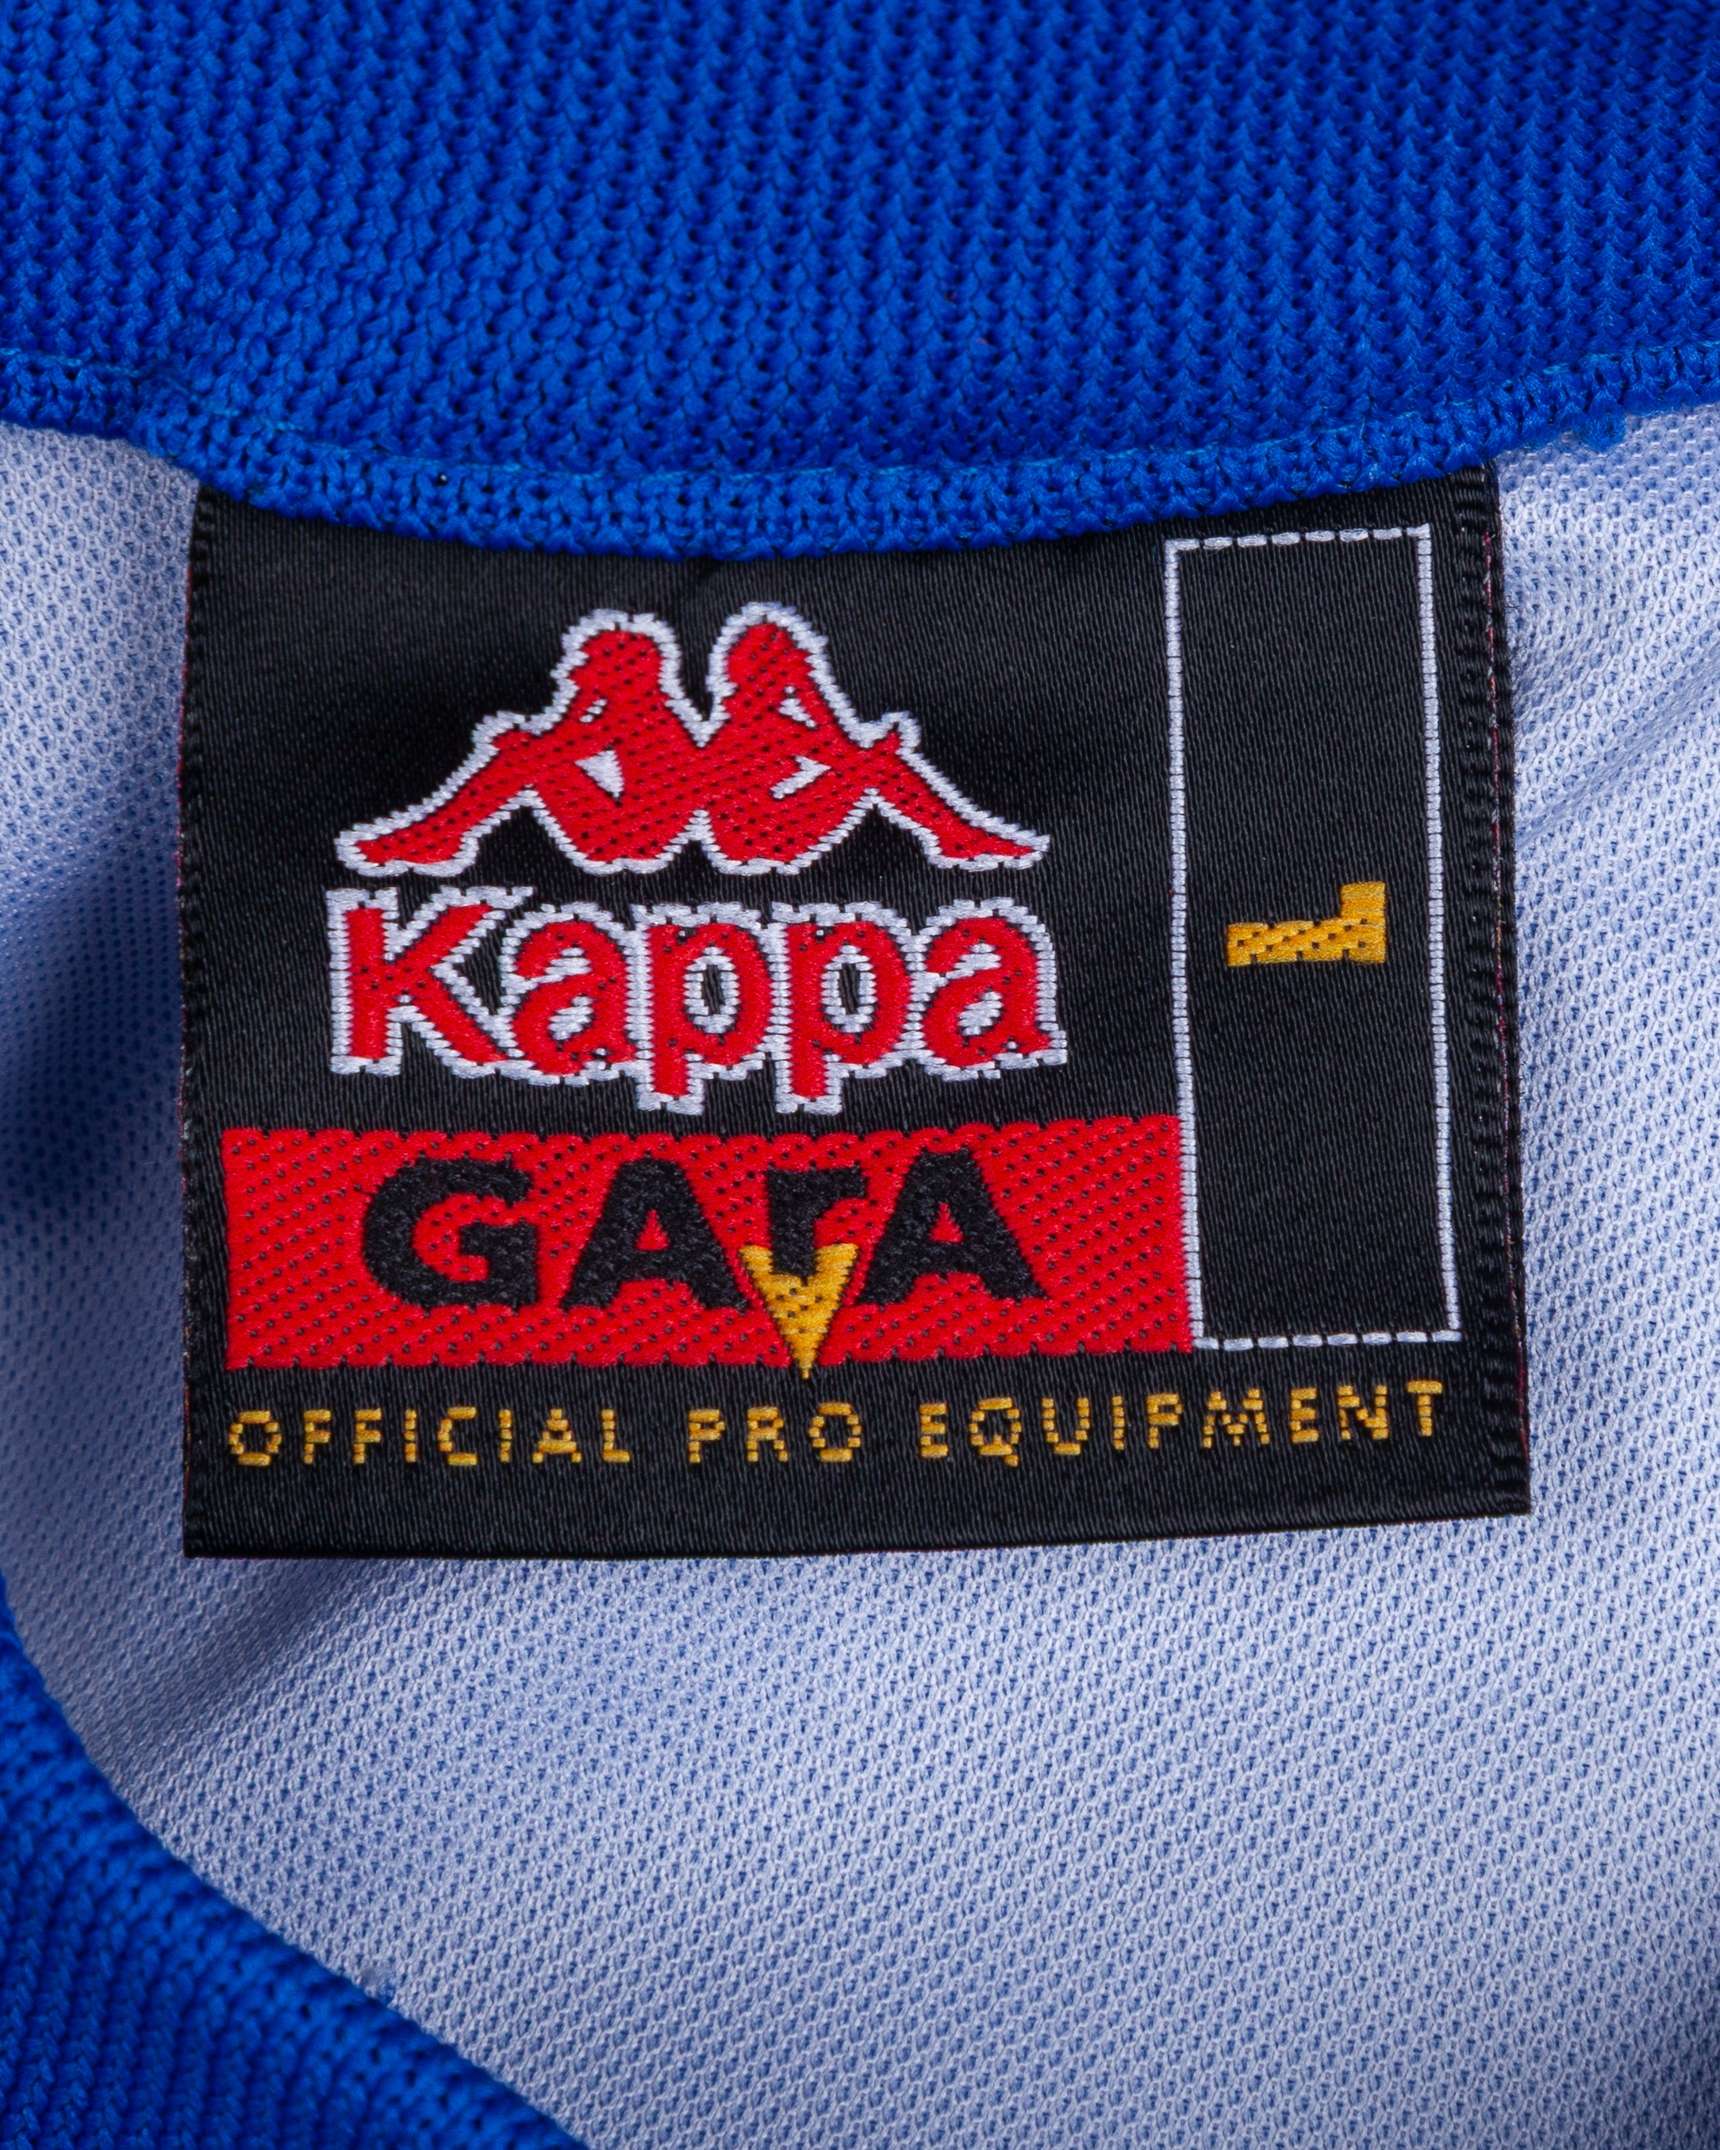 Kappa
GArA
OFFICIAL PRO EQUIPMENT
L